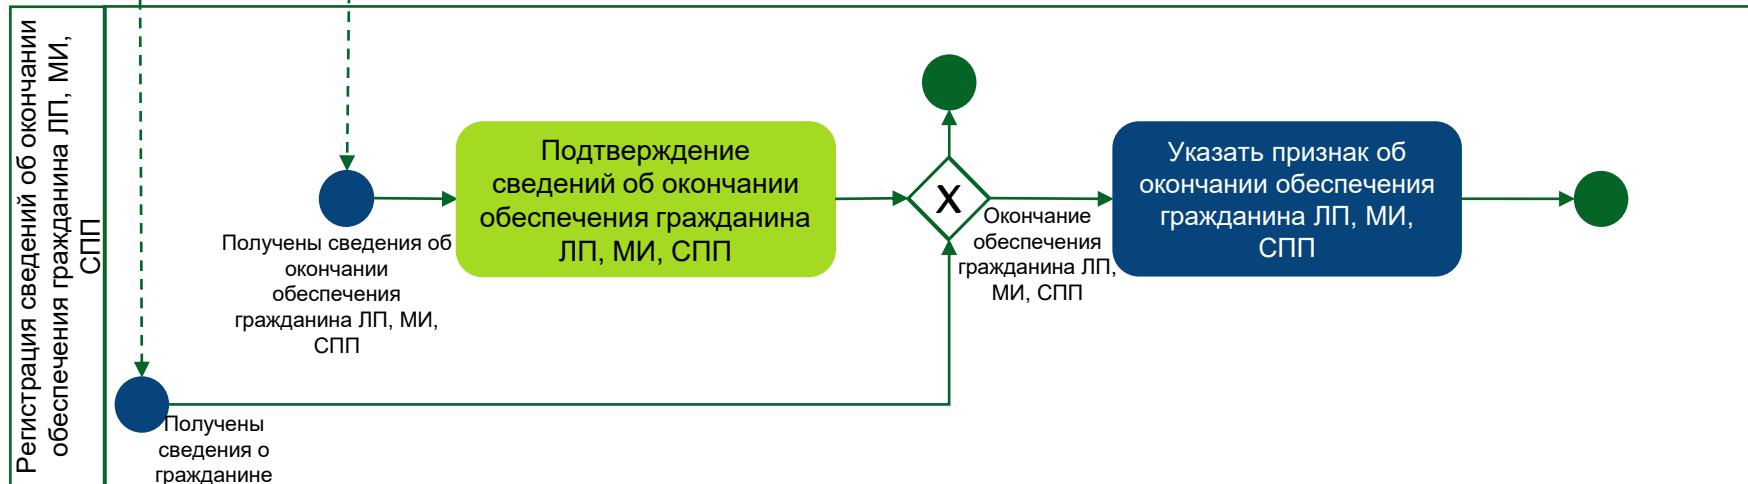 Регистрация сведений об окончании
обеспечения гражданина ЛП, МИ,
СПП
Получены сведения об
окончании
обеспечения
гражданина ЛП, МИ,
СПП
Подтверждение
сведений об окончании
обеспечения гражданина
ЛП, МИ, СПП
X
Окончание
обеспечения
гражданина ЛП,
МИ, СПП
Указать признак об
окончании обеспечения
гражданина ЛП, МИ,
СПП
Получены
сведения о
гражданине